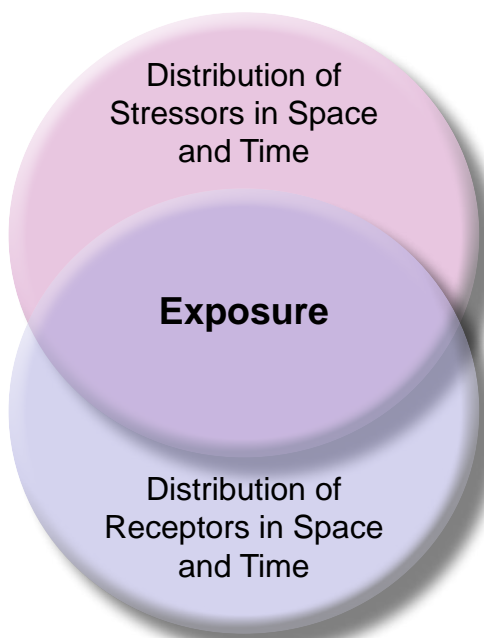 Distribution of
Stressors in Space
and Time
Exposure
Distribution of
Receptors in Space
and Time